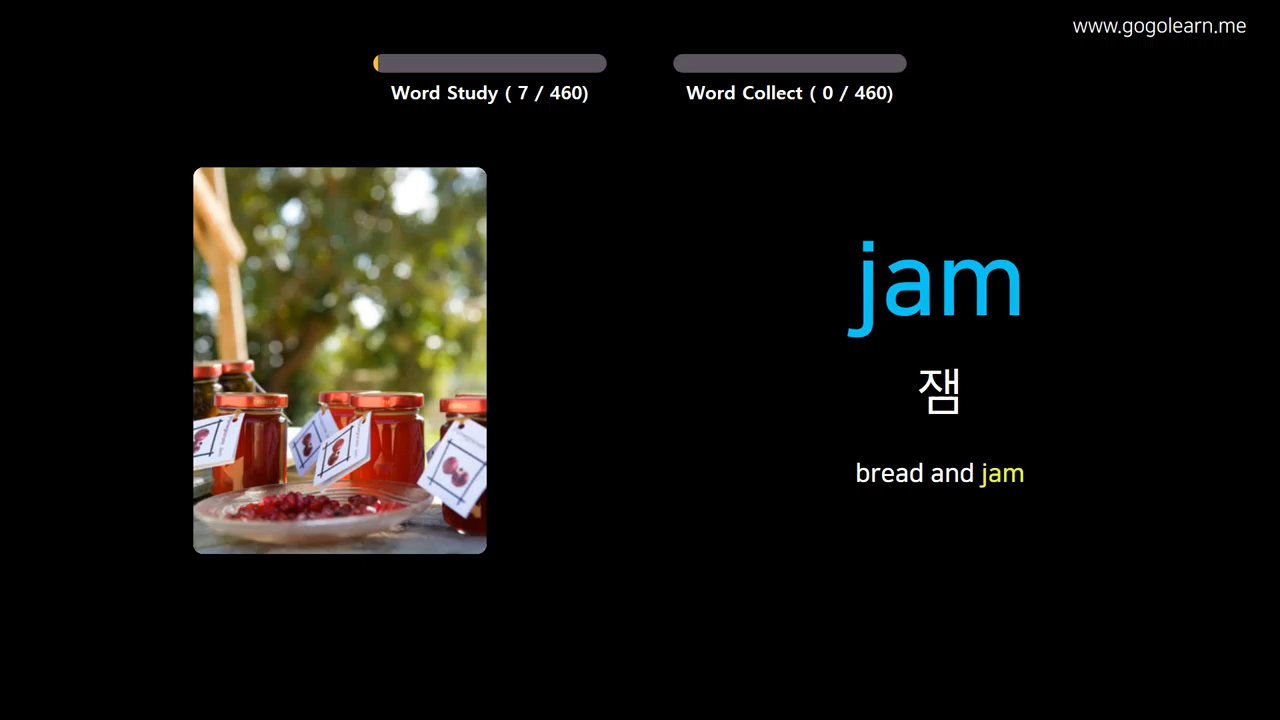 www.gogolearn.me
Word Study ( 7 / 460)
Word Collect ( 0 / 460)
jam
잼
bread and jam